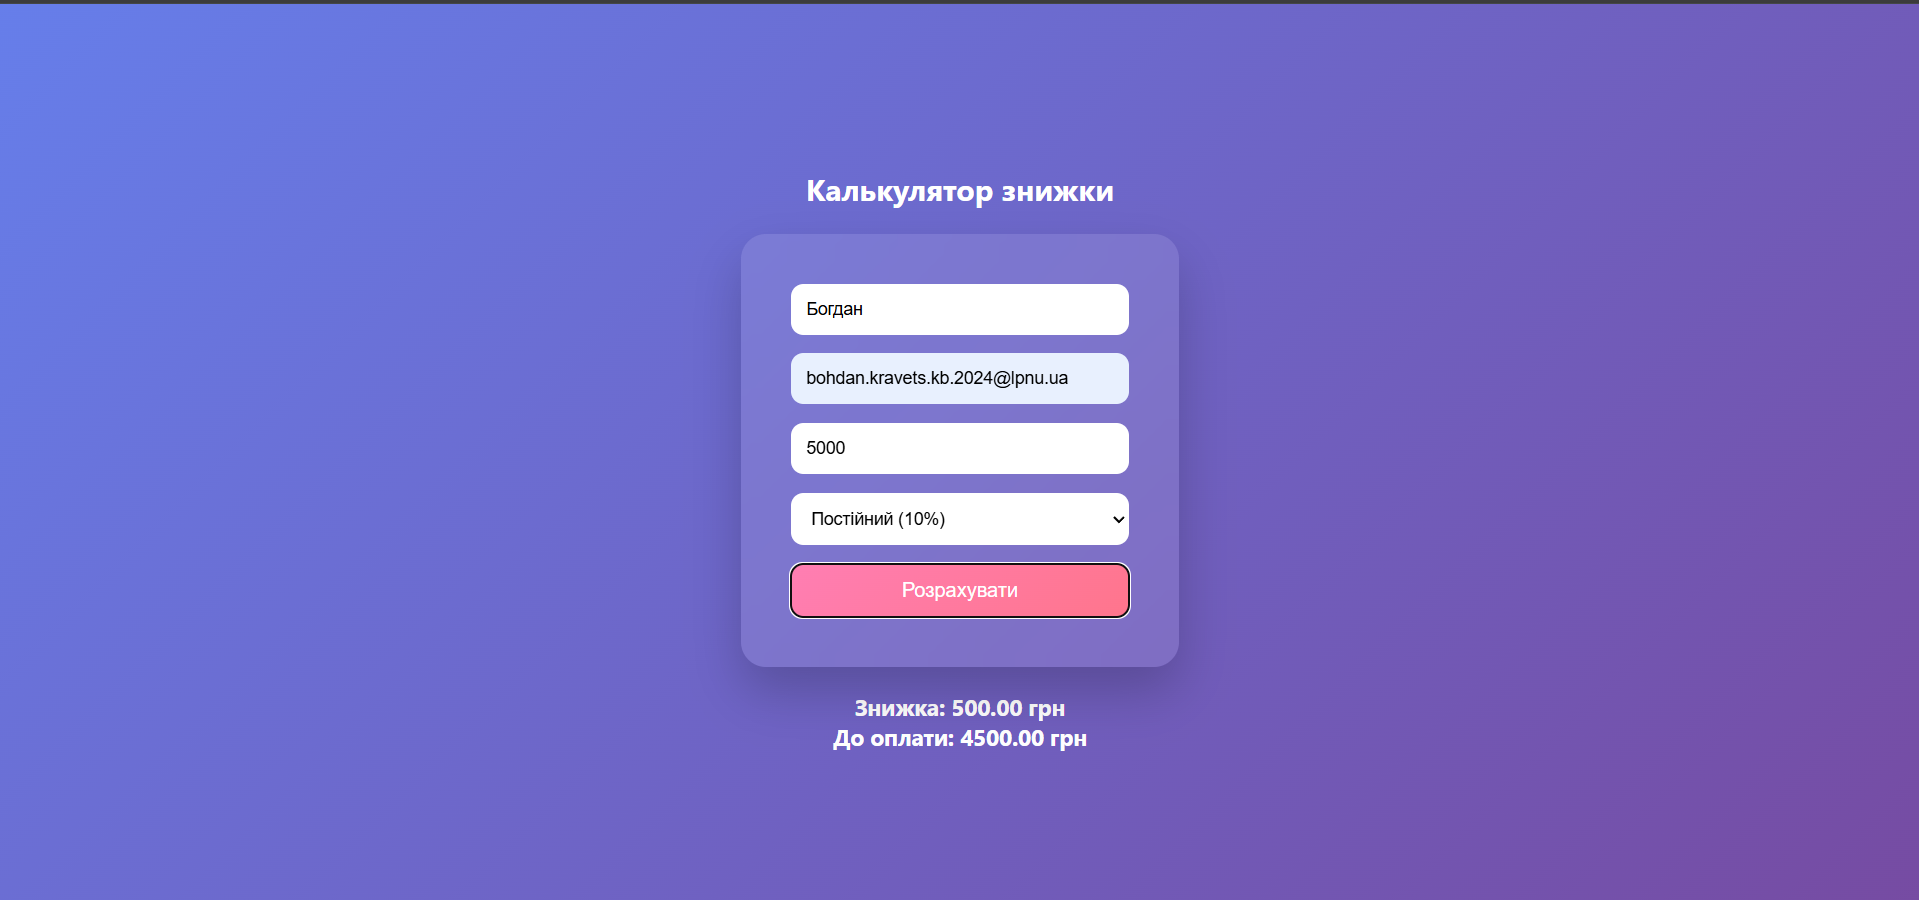 Калькулятор знижки
Богдан
bohdan.kravets.kb.2024@lpnu.ua
5000
Постійний (10%)
Розрахувати
Знижка: 500.00 грн
До оплати: 4500.00 грн